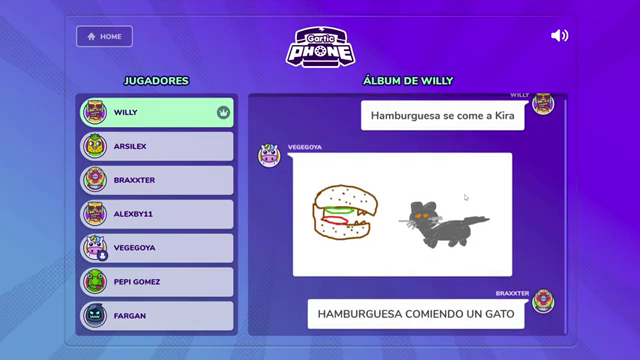 HOME
Gartic
PHONE
JUGADORES
ÁLBUM DE WILLY
WILLY
ARSILEX
BRAXXTER
ALEXBY11
VEGEGOYA
PEPI GOMEZ
FARGAN
WILLY
Hamburguesa se come a Kira
VEGEGOYA
BRAXXTER
HAMBURGUESA COMIENDO UN GATO